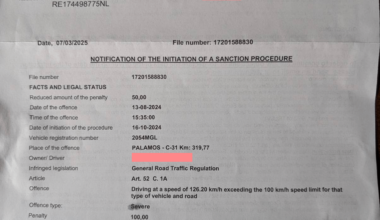 RE174498775NL
Date, 07/03/2025 File number: 17201588830
NOTIFICATION OF THE INITIATION OF A SANCTION PROCEDURE
File number 17201588830
FACTS AND LEGAL STATUS
Reduced amount of the penalty 50,00
Date of the offence 13-08-2024
Time of the offence 15:35:00
Date of initiation of the procedure 16-10-2024
Vehicle registration number 2054MGL
Place of the offence PALAMOS - C-31 Km: 319,77
Owner/ Driver
Infringed legislation General Road Traffic Regulation
Article Art. 52. C. 1A
Offence Driving at a speed of 126.20 km/h exceeding the 100 km/h speed limit for that
type of vehicle and road
Offence type: Severe
Penalty 100,00